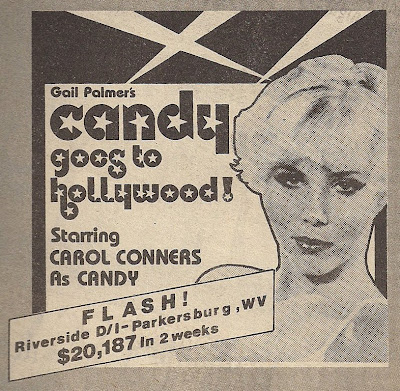 Gail Palmer's
candy
goes to
hollywood!
Starring
CAROL CONNERS
As CANDY
FLASH!
Riverside D/I-Parkersburg, WV
$20,187 In 2 weeks